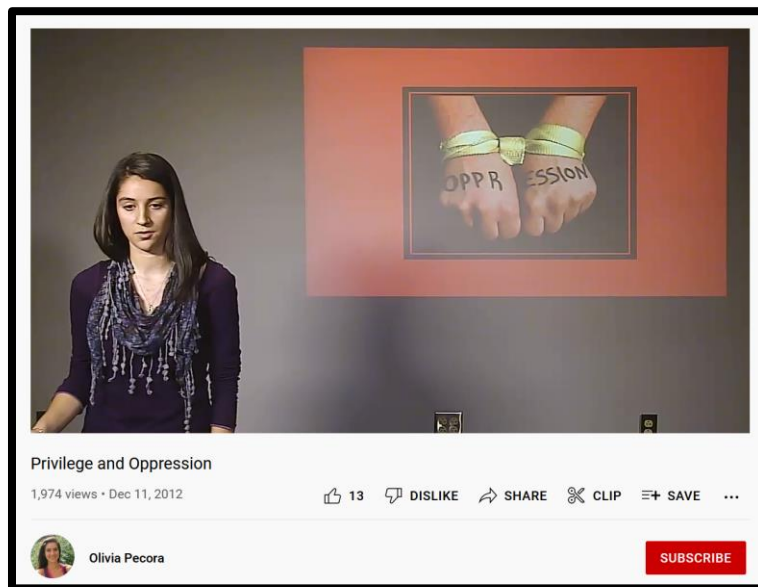 OPPR ESSION
Privilege and Oppression
1,974 views • Dec 11, 2012
13 DISLIKE SHARE CLIP SAVE ...
Olivia Pecora
SUBSCRIBE